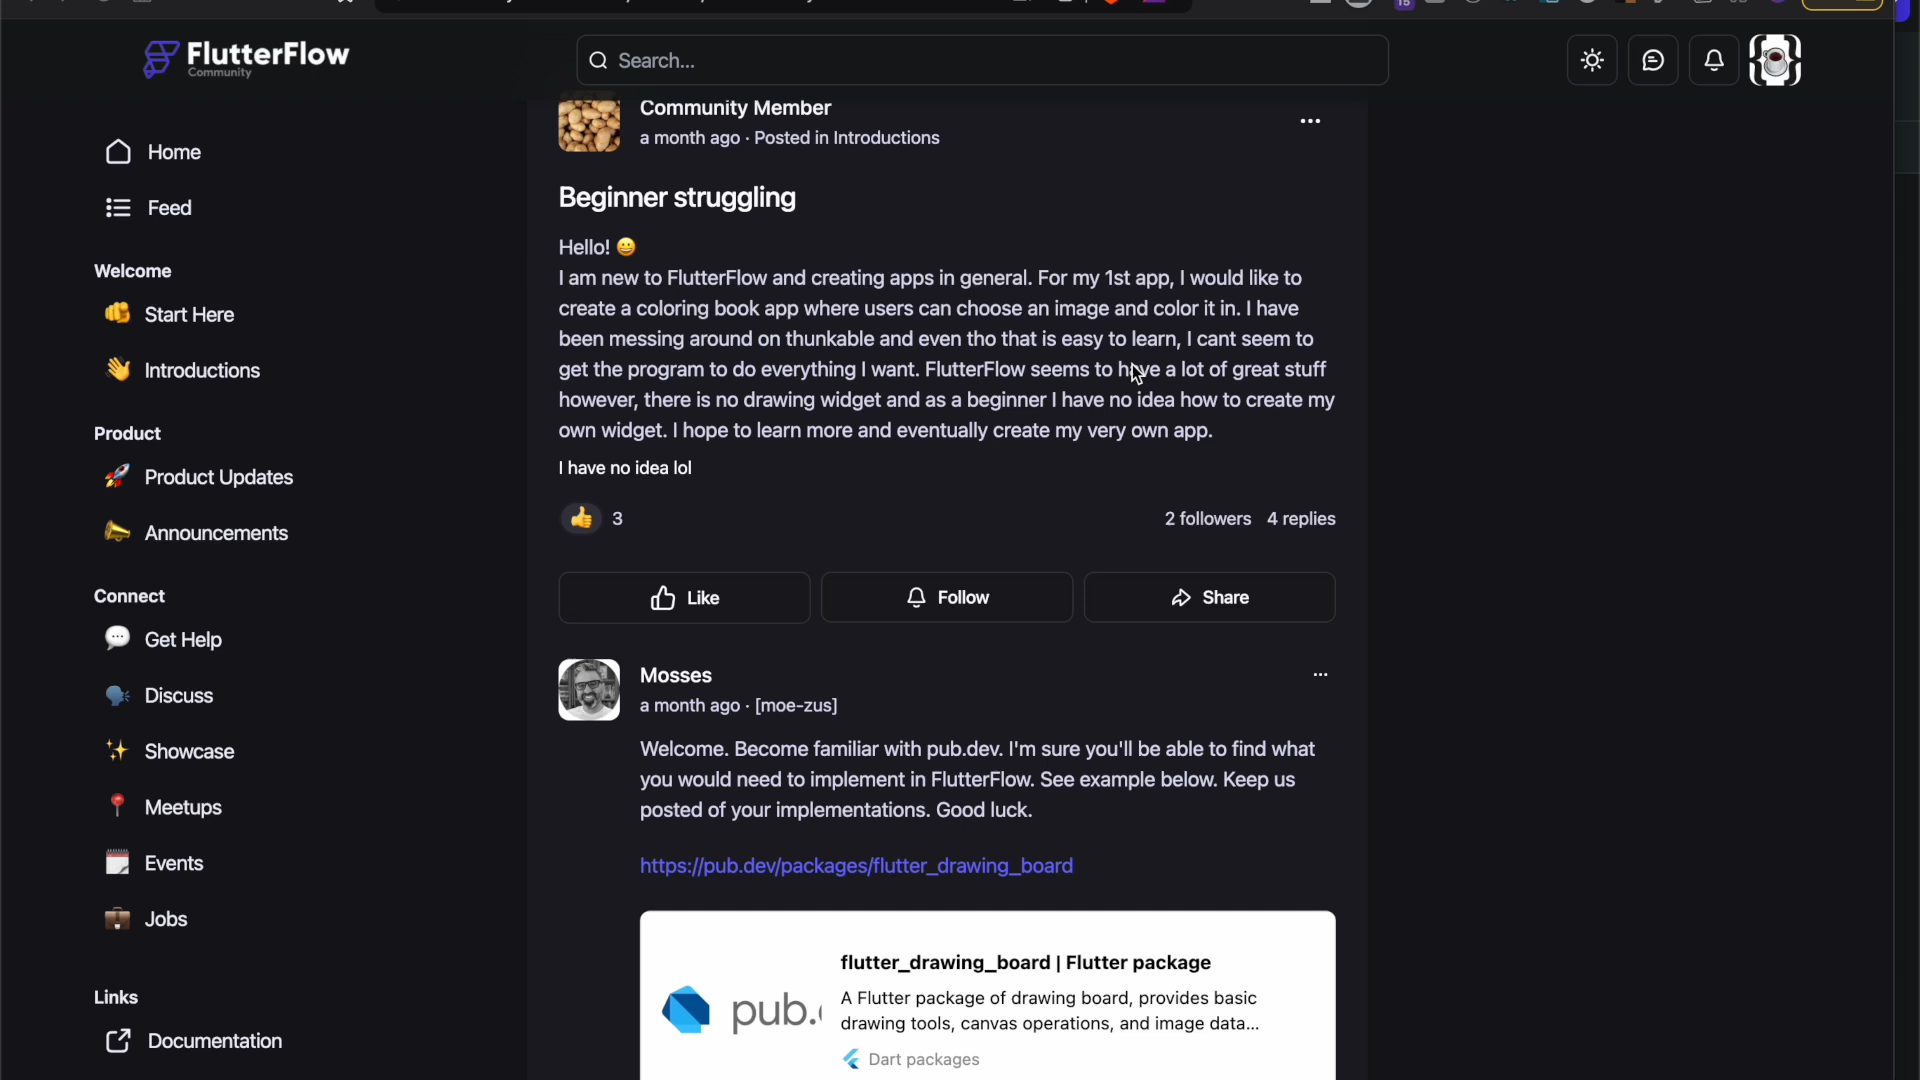 FlutterFlow
Community
Search...
15
Home
Feed
Welcome
Start Here
Introductions
Product
Product Updates
Announcements
Connect
Get Help
Discuss
Showcase
Meetups
Events
Jobs
Links
Documentation
Community Member
a month ago · Posted in Introductions
Beginner struggling
Hello! 😀
I am new to FlutterFlow and creating apps in general. For my 1st app, I would like to
create a coloring book app where users can choose an image and color it in. I have
been messing around on thunkable and even tho that is easy to learn, I cant seem to
get the program to do everything I want. FlutterFlow seems to have a lot of great stuff
however, there is no drawing widget and as a beginner I have no idea how to create my
own widget. I hope to learn more and eventually create my very own app.
I have no idea lol
3
2 followers 4 replies
Like
Follow
Share
Mosses
a month ago · [moe-zus]
Welcome. Become familiar with pub.dev. I'm sure you'll be able to find what
you would need to implement in FlutterFlow. See example below. Keep us
posted of your implementations. Good luck.
https://pub.dev/packages/flutter_drawing_board
flutter_drawing_board | Flutter package
pub.
A Flutter package of drawing board, provides basic
drawing tools, canvas operations, and image data...
Dart packages